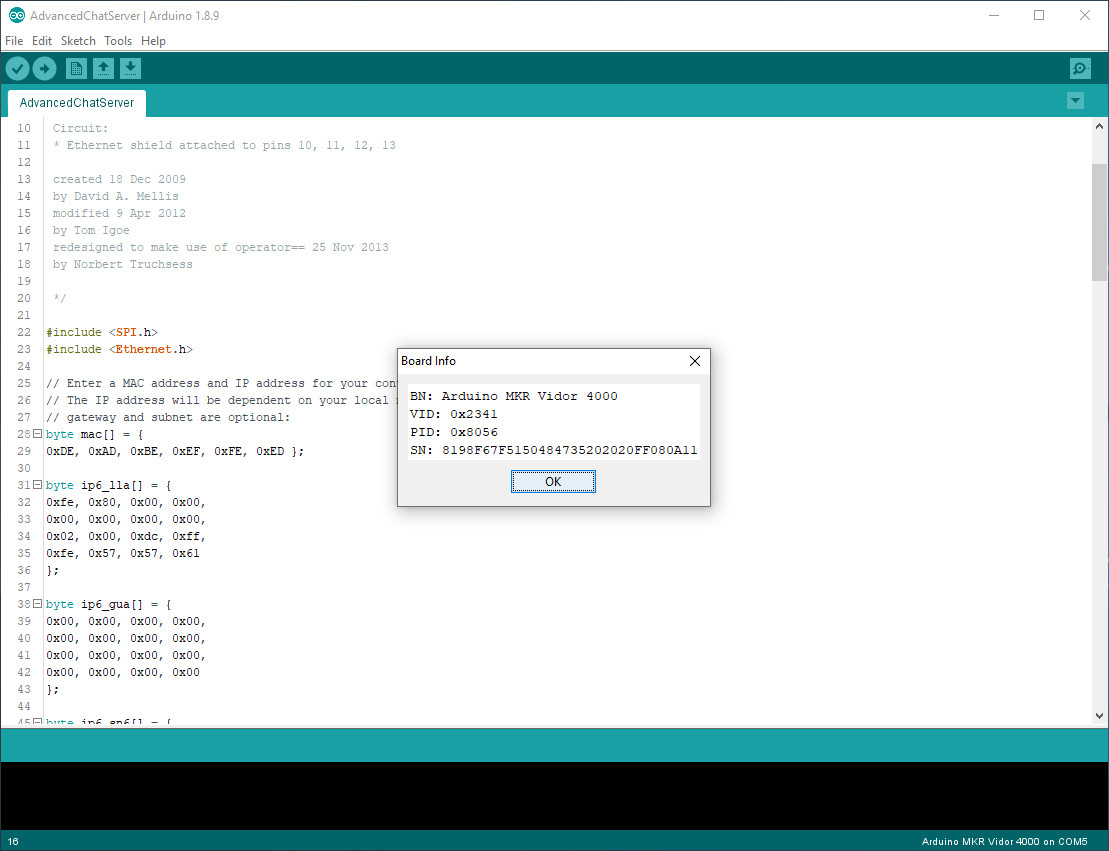 AdvancedChatServer | Arduino 1.8.9
File Edit Sketch Tools Help
AdvancedChatServer
10 Circuit:
11 * Ethernet shield attached to pins 10, 11, 12, 13
12
13 created 18 Dec 2009
14 by David A. Mellis
15 modified 9 Apr 2012
16 by Tom Igoe
17 redesigned to make use of operator== 25 Nov 2013
18 by Norbert Truchsess
19
20 */
21
22 #include <SPI.h>
23 #include <Ethernet.h>
24
25 // Enter a MAC address and IP address for your
26 // The IP address will be dependent on your local
27 // gateway and subnet are optional:
28 byte mac[] = {
29 0xDE, 0xAD, 0xBE, 0xEF, 0xFE, 0xED };
30
31 byte ip6_lla[] = {
32 0xfe, 0x80, 0x00, 0x00,
33 0x00, 0x00, 0x00, 0x00,
34 0x02, 0x00, 0xdc, 0xff,
35 0xfe, 0x57, 0x57, 0x61
36 };
37
38 byte ip6_gua[] = {
39 0x00, 0x00, 0x00, 0x00,
40 0x00, 0x00, 0x00, 0x00,
41 0x00, 0x00, 0x00, 0x00,
42 0x00, 0x00, 0x00, 0x00
43 };
44
45 byte ip6_sn6[] = {
Board Info
BN: Arduino MKR Vidor 4000
VID: 0x2341
PID: 0x8056
SN: 8198F67F5150484735202020FF080A11
OK
16
Arduino MKR Vidor 4000 on COM5